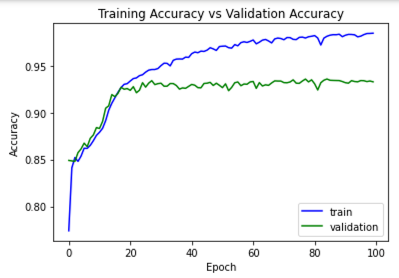 Training Accuracy vs Validation Accuracy
0.95
0.90
0.85
0.80
Accuracy
0 20 40 60 80 100
Epoch
train
validation